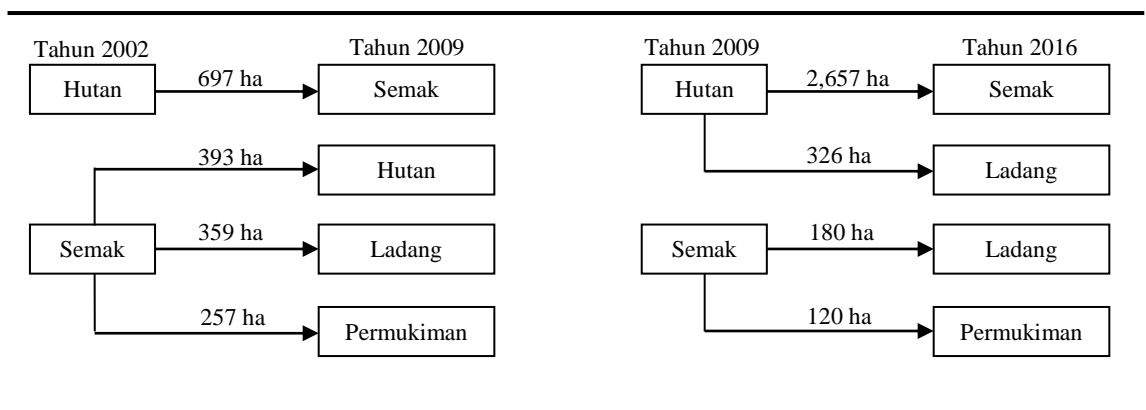 Tahun 2002
Tahun 2009
Hutan
697 ha
Semak
393 ha
Hutan
Semak
359 ha
Ladang
257 ha
Permukiman
Tahun 2009
Tahun 2016
Hutan
2,657 ha
Semak
326 ha
Ladang
Semak
180 ha
Ladang
120 ha
Permukiman